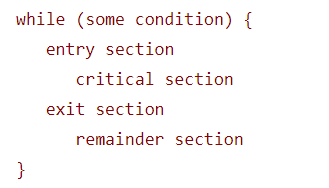 while (some condition) {
entry section
critical section
exit section
remainder section
}